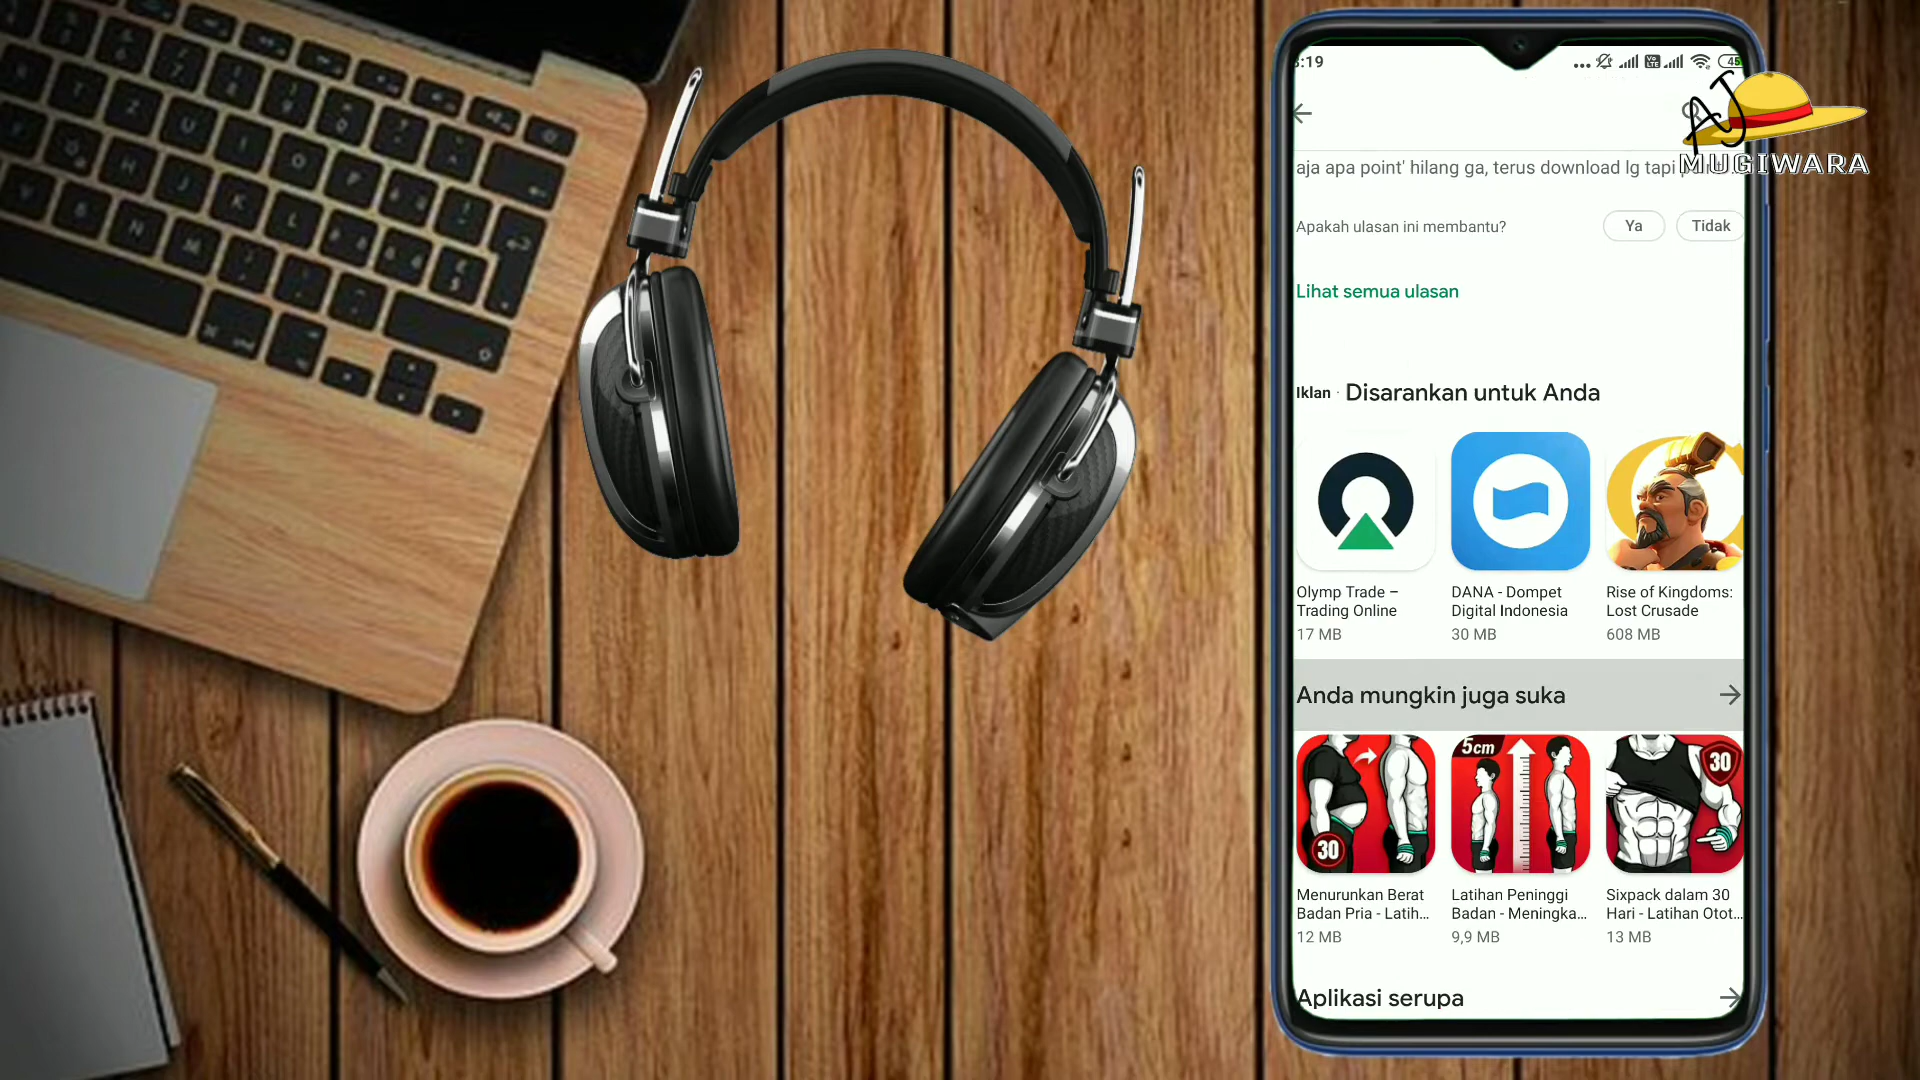 :19
45
AJ
MUGIWARA
aja apa point' hilang ga, terus download lg tapi
Apakah ulasan ini membantu?
Ya
Tidak
Lihat semua ulasan
Iklan · Disarankan untuk Anda
Olymp Trade –
Trading Online
17 MB
DANA - Dompet
Digital Indonesia
30 MB
Rise of Kingdoms:
Lost Crusade
608 MB
Anda mungkin juga suka
30
5cm
30
Menurunkan Berat
Badan Pria - Latih...
12 MB
Latihan Peninggi
Badan - Meningka...
9,9 MB
Sixpack dalam 30
Hari - Latihan Otot...
13 MB
Aplikasi serupa